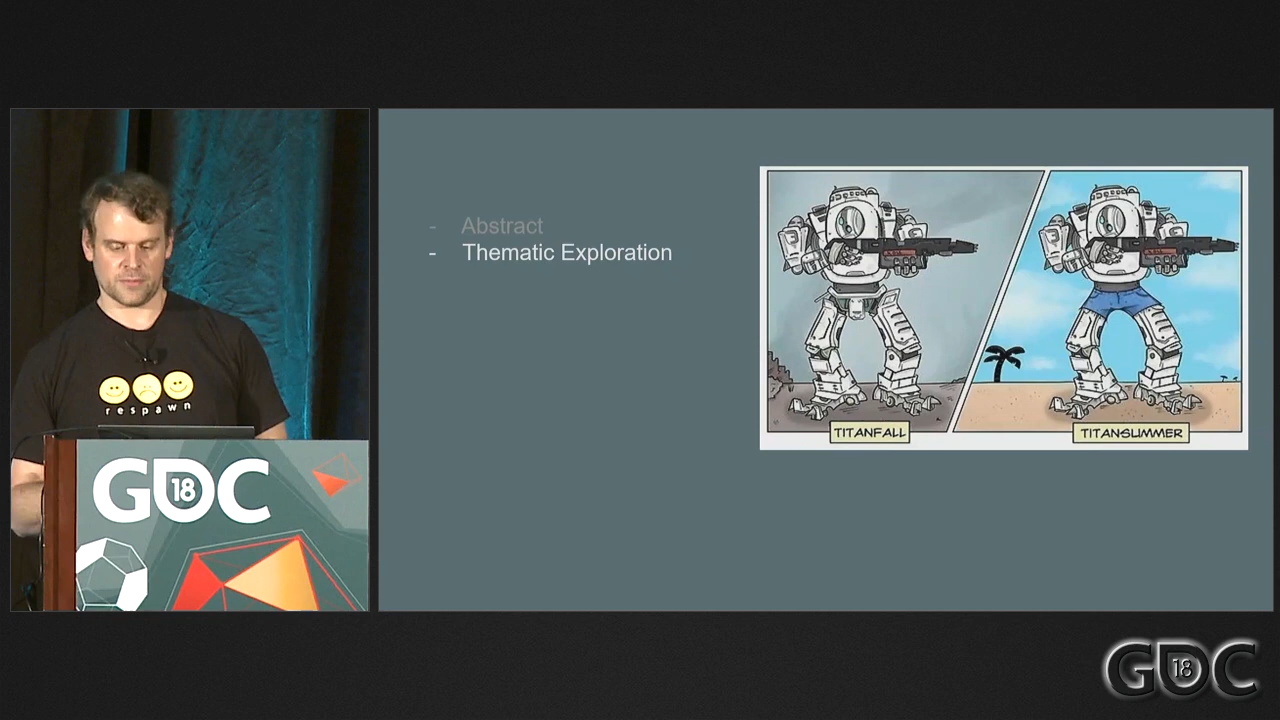 - Abstract
- Thematic Exploration
TITANFALL
TITANSUMMER
respawn
GDC
18
GDC
18